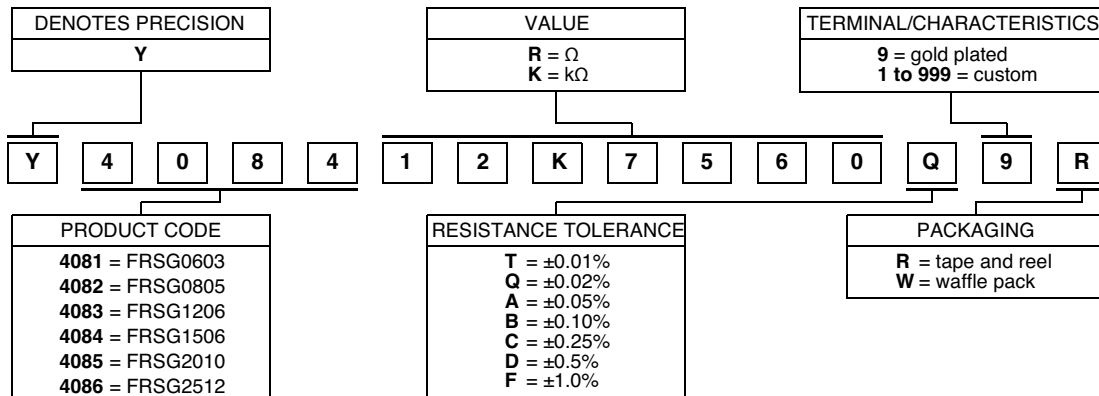 DENOTES PRECISION
Y
VALUE
R = Ω
K = kΩ
TERMINAL/CHARACTERISTICS
9 = gold plated
1 to 999 = custom
Y 4 0 8 4 1 2 K 7 5 6 0 Q 9 R
PRODUCT CODE
4081 = FRSG0603
4082 = FRSG0805
4083 = FRSG1206
4084 = FRSG1506
4085 = FRSG2010
4086 = FRSG2512
RESISTANCE TOLERANCE
T = ±0.01%
Q = ±0.02%
A = ±0.05%
B = ±0.10%
C = ±0.25%
D = ±0.5%
F = ±1.0%
PACKAGING
R = tape and reel
W = waffle pack